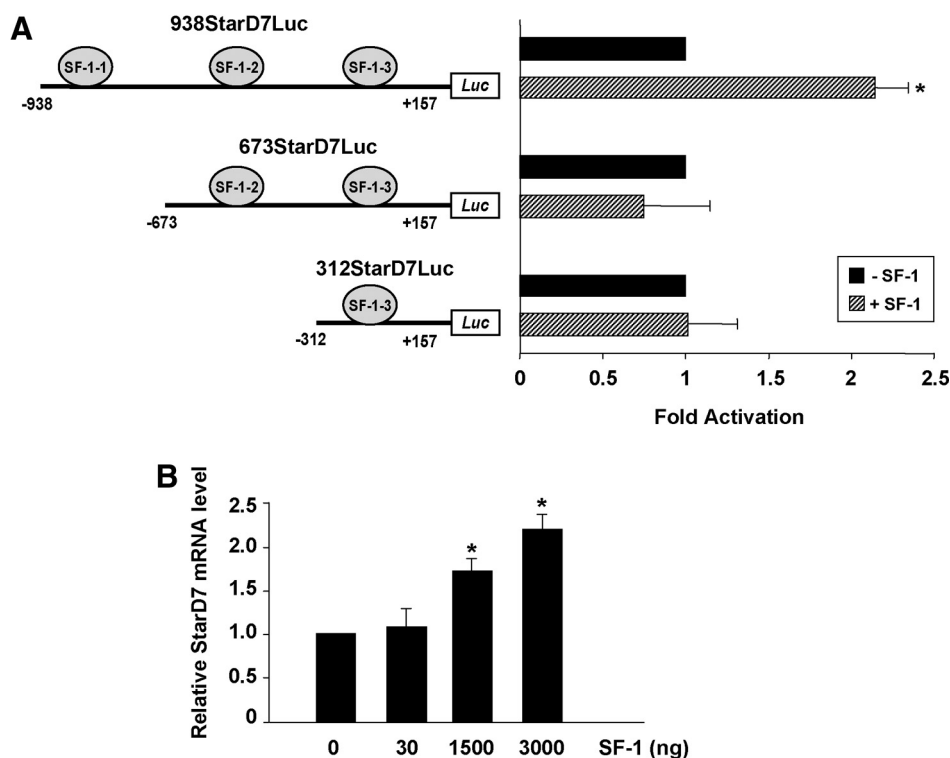 A
938StarD7Luc
SF-1-1 SF-1-2 SF-1-3
-938 +157 Luc
*
673StarD7Luc
SF-1-2 SF-1-3
-673 +157 Luc
312StarD7Luc
SF-1-3
-312 +157 Luc
- SF-1
+ SF-1
0 0.5 1 1.5 2 2.5
Fold Activation
B
Relative StarD7 mRNA level
2.5
2.0
1.5
1.0
0.5
0
* *
0 30 1500 3000 SF-1 (ng)